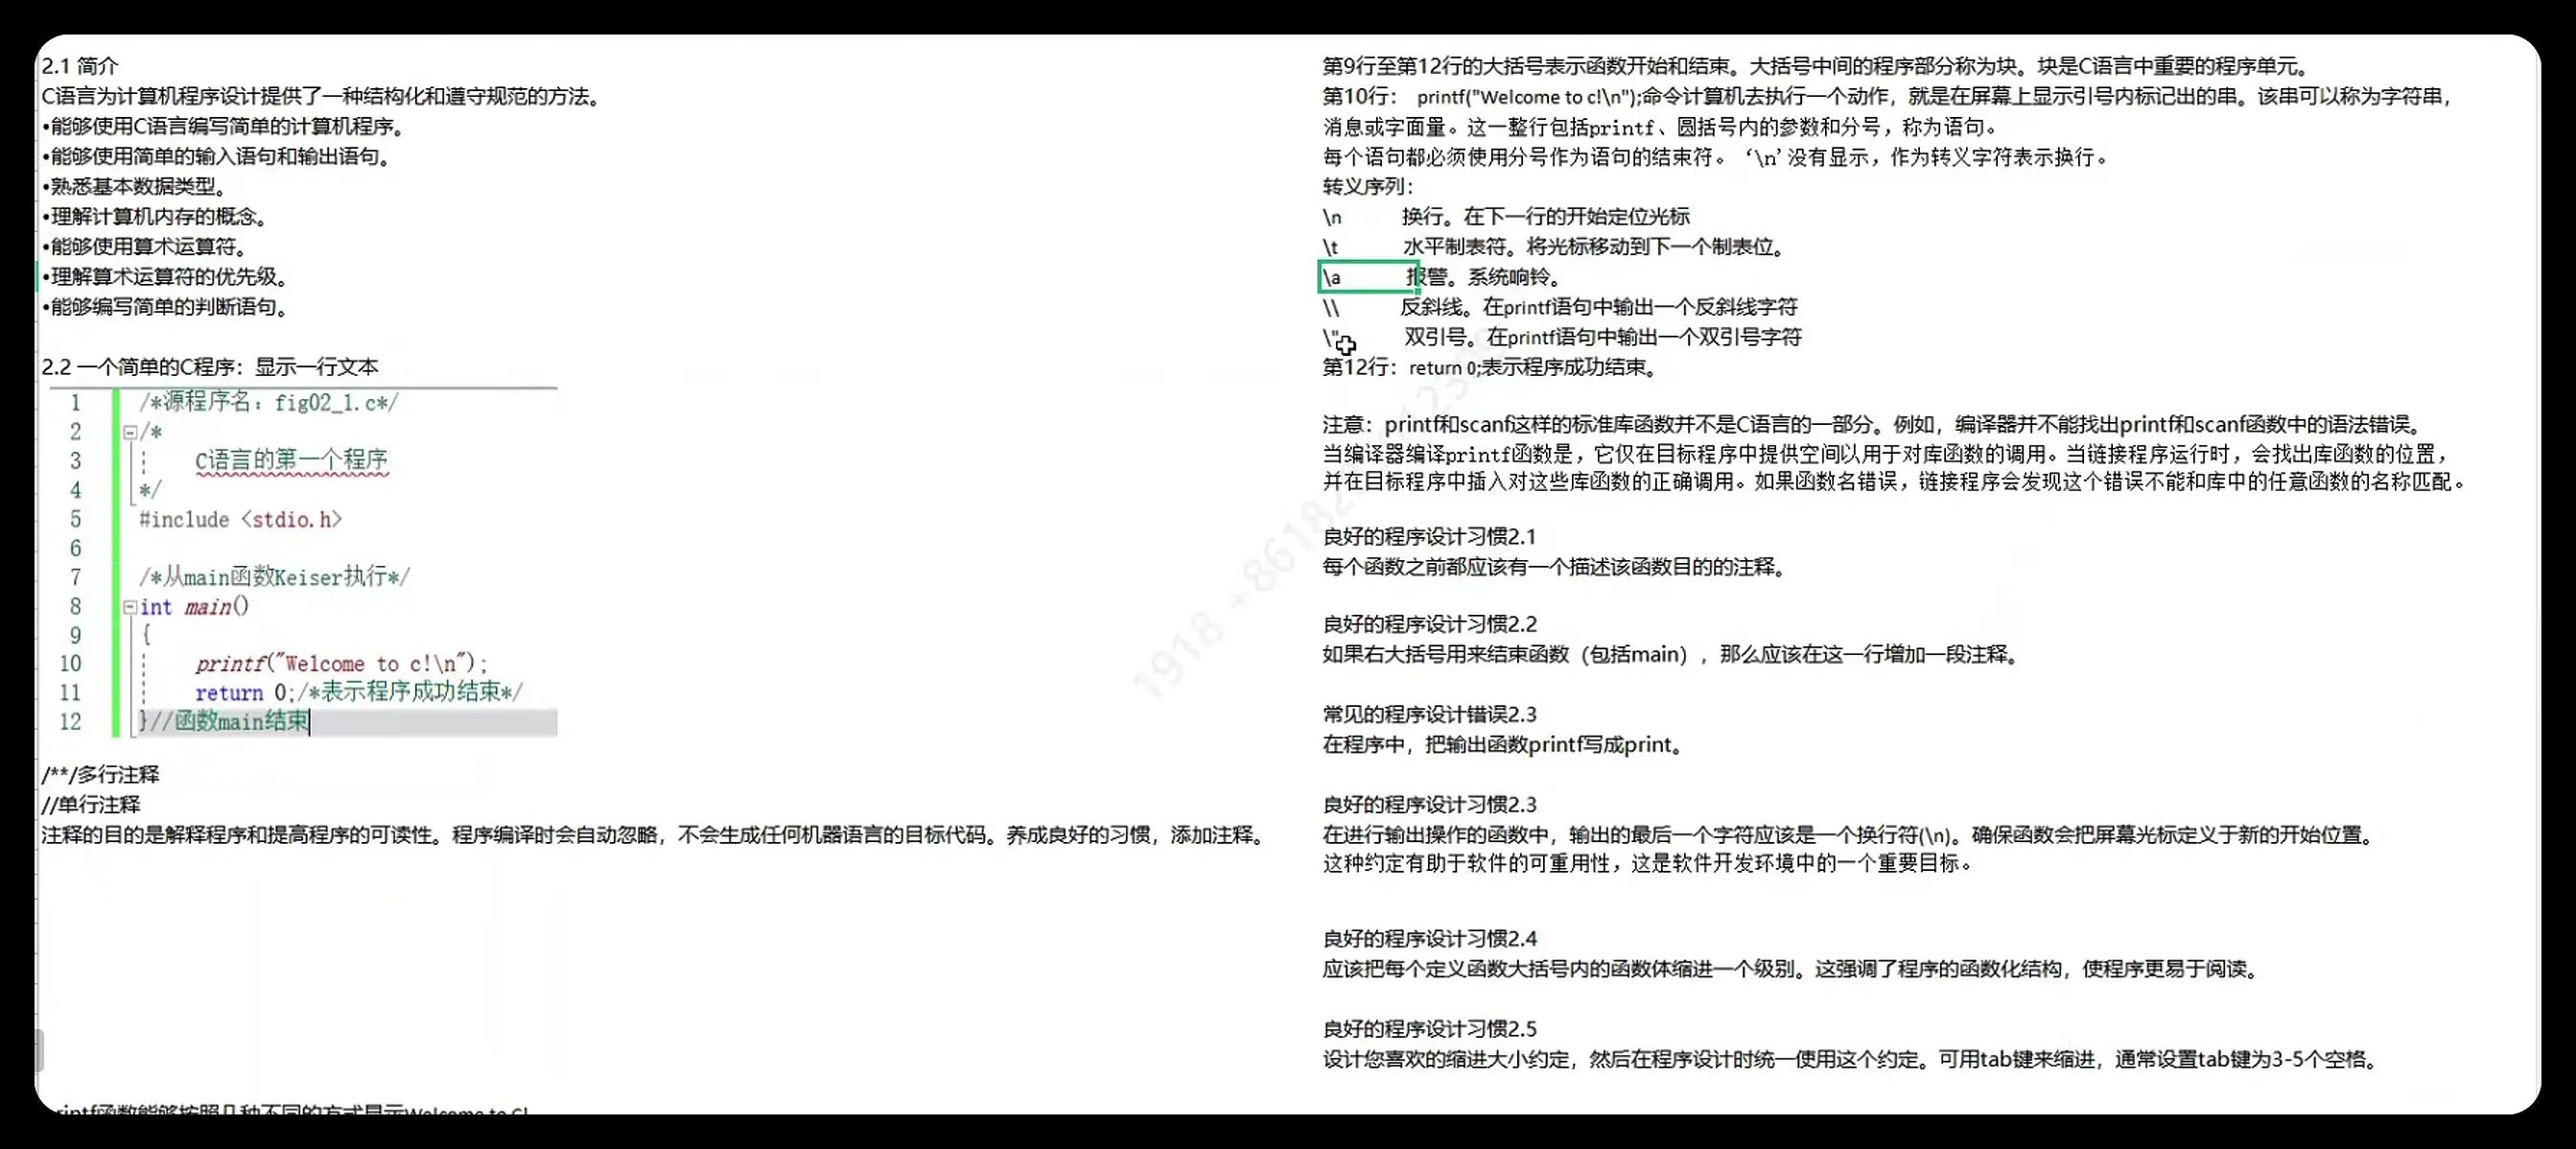 2.1 简介
C语言为计算机程序设计提供了一种结构化和遵守规范的方法。
•能够使用C语言编写简单的计算机程序。
•能够使用简单的输入语句和输出语句。
•熟悉基本数据类型。
•理解计算机内存的概念。
•能够使用算术运算符。
•理解算术运算符的优先级。
•能够编写简单的判断语句。
2.2 一个简单的C程序：显示一行文本
1 /*源程序名：fig02_1.c*/
2 /*
3 C语言的第一个程序
4 */
5 #include <stdio.h>
6
7 /*从main函数Keiser执行*/
8 int main()
9 {
10 printf("Welcome to c!\n");
11 return 0;/*表示程序成功结束*/
12 }//函数main结束
/**/多行注释
//单行注释
注释的目的是解释程序和提高程序的可读性。程序编译时会自动忽略，不会生成任何机器语言的目标代码。养成良好的习惯，添加注释。
rintf函数能够按照几种不同的方式显示Welcome to C!
第9行至第12行的大括号表示函数开始和结束。大括号中间的程序部分称为块。块是C语言中重要的程序单元。
第10行： printf("Welcome to c!\n");命令计算机去执行一个动作，就是在屏幕上显示引号内标记出的串。该串可以称为字符串，
消息或字面量。这一整行包括printf、圆括号内的参数和分号，称为语句。
每个语句都必须使用分号作为语句的结束符。‘\n’没有显示，作为转义字符表示换行。
转义序列：
\n 换行。在下一行的开始定位光标
\t 水平制表符。将光标移动到下一个制表位。
\a 报警。系统响铃。
\\ 反斜线。在printf语句中输出一个反斜线字符
\" 双引号。在printf语句中输出一个双引号字符
第12行：return 0;表示程序成功结束。
注意：printf和scanf这样的标准库函数并不是C语言的一部分。例如，编译器并不能找出printf和scanf函数中的语法错误。
当编译器编译printf函数是，它仅在目标程序中提供空间以用于对库函数的调用。当链接程序运行时，会找出库函数的位置，
并在目标程序中插入对这些库函数的正确调用。如果函数名错误，链接程序会发现这个错误不能和库中的任意函数的名称匹配。
良好的程序设计习惯2.1
每个函数之前都应该有一个描述该函数目的的注释。
良好的程序设计习惯2.2
如果右大括号用来结束函数（包括main），那么应该在这一行增加一段注释。
常见的程序设计错误2.3
在程序中，把输出函数printf写成print。
良好的程序设计习惯2.3
在进行输出操作的函数中，输出的最后一个字符应该是一个换行符(\n)。确保函数会把屏幕光标定义于新的开始位置。
这种约定有助于软件的可重用性，这是软件开发环境中的一个重要目标。
良好的程序设计习惯2.4
应该把每个定义函数大括号内的函数体缩进一个级别。这强调了程序的函数化结构，使程序更易于阅读。
良好的程序设计习惯2.5
设计您喜欢的缩进大小约定，然后在程序设计时统一使用这个约定。可用tab键来缩进，通常设置tab键为3-5个空格。